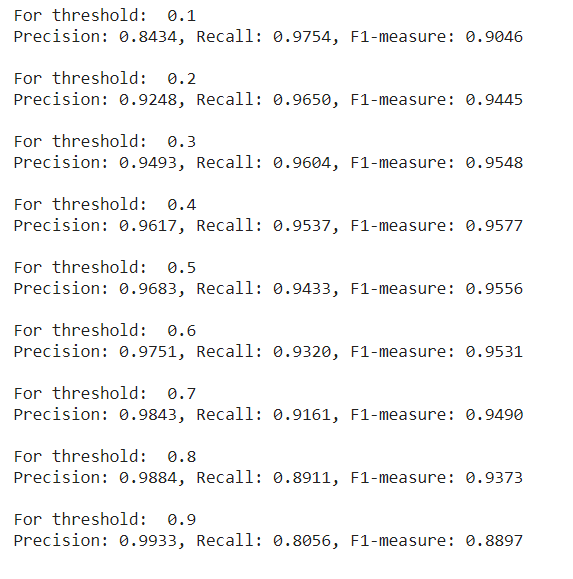 For threshold:  0.1
Precision: 0.8434, Recall: 0.9754, F1-measure: 0.9046
For threshold:  0.2
Precision: 0.9248, Recall: 0.9650, F1-measure: 0.9445
For threshold:  0.3
Precision: 0.9493, Recall: 0.9604, F1-measure: 0.9548
For threshold:  0.4
Precision: 0.9617, Recall: 0.9537, F1-measure: 0.9577
For threshold:  0.5
Precision: 0.9683, Recall: 0.9433, F1-measure: 0.9556
For threshold:  0.6
Precision: 0.9751, Recall: 0.9320, F1-measure: 0.9531
For threshold:  0.7
Precision: 0.9843, Recall: 0.9161, F1-measure: 0.9490
For threshold:  0.8
Precision: 0.9884, Recall: 0.8911, F1-measure: 0.9373
For threshold:  0.9
Precision: 0.9933, Recall: 0.8056, F1-measure: 0.8897